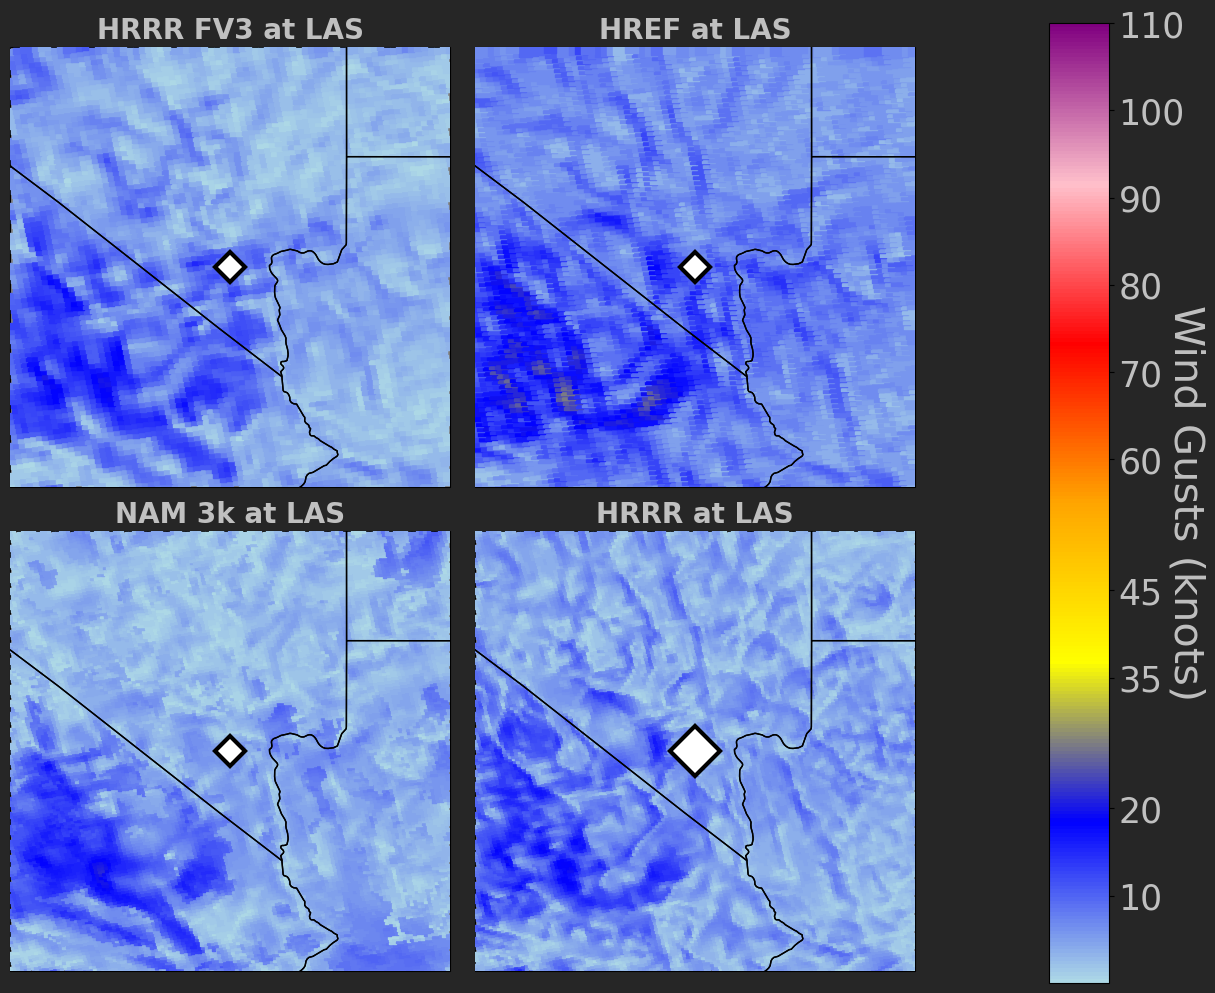 HRRR FV3 at LAS
HREF at LAS
NAM 3k at LAS
HRRR at LAS
110
100
90
80
70
60
45
35
20
10
Wind Gusts (knots)